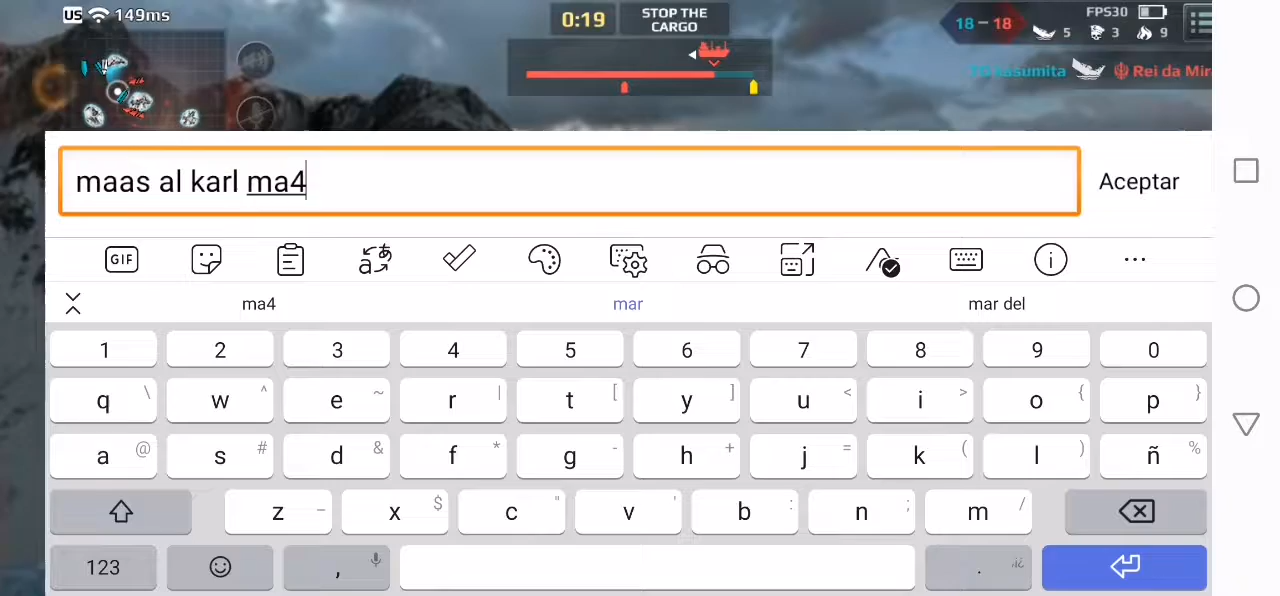 US 149ms
0:19
STOP THE
CARGO
18 - 18
FPS30
5 3 9
Rei da Mir
maas al karl ma4
Aceptar
GIF
ma4 mar mar del
1 2 3 4 5 6 7 8 9 0
q \ w ^ e ~ r | t [ y ] u < i > o { p }
a @ s # d & f * g - h + j = k ( l ) ñ %
z _ x $ c " v ' b : n ; m /
123 , . ¡¿